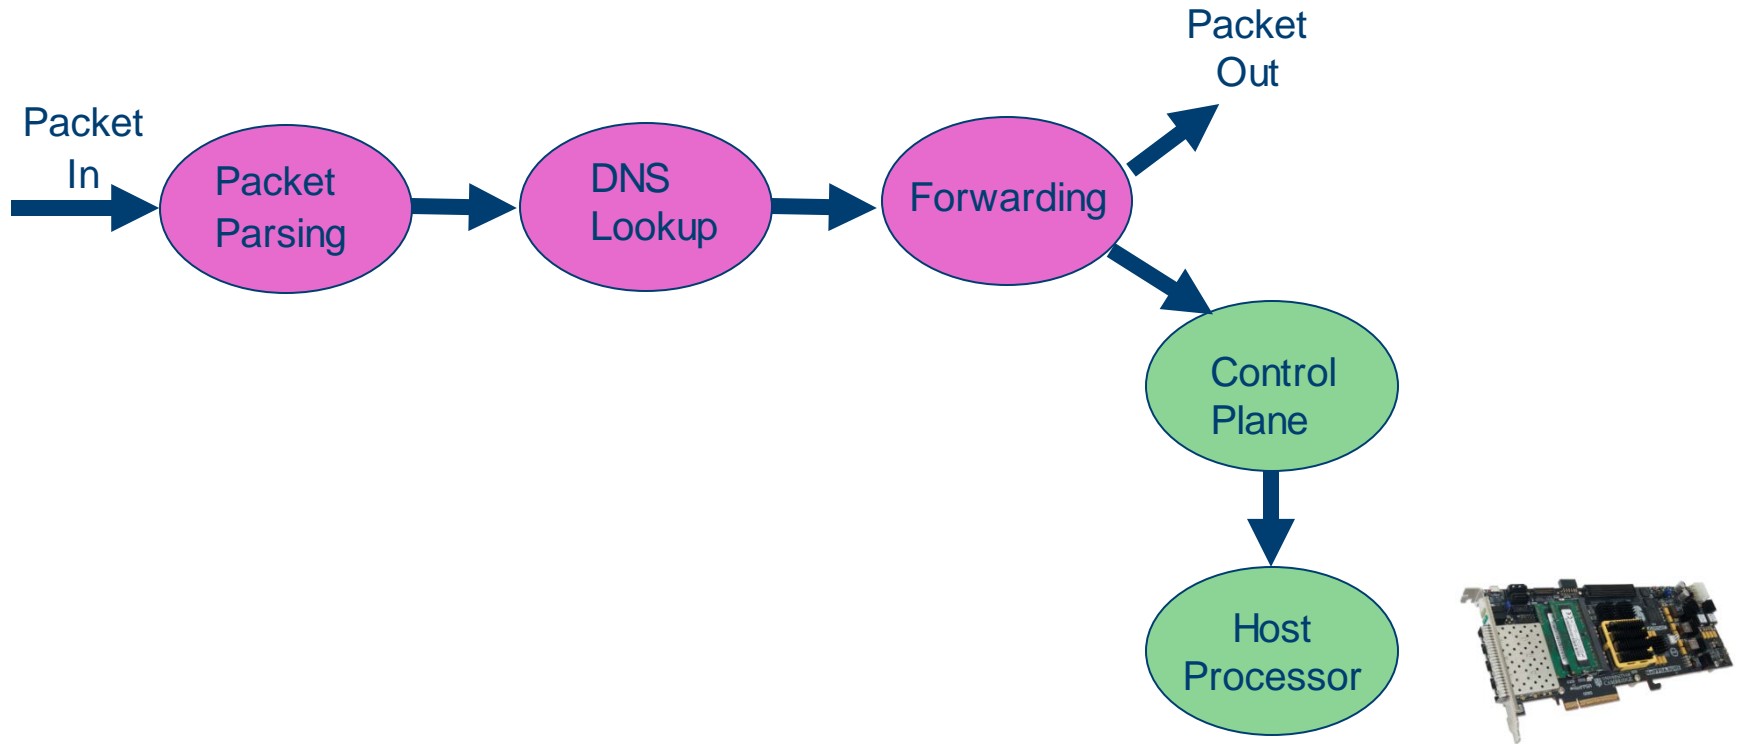 Packet
In
Packet
Parsing
DNS
Lookup
Forwarding
Packet
Out
Control
Plane
Host
Processor